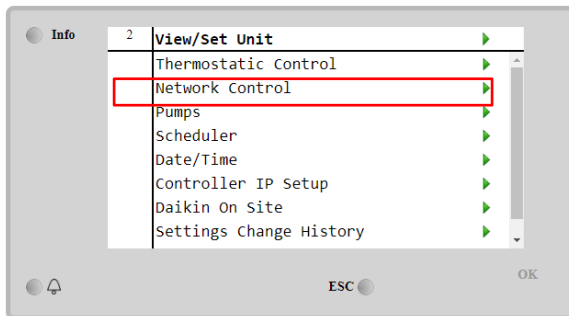 Info
2 View/Set Unit
Thermostatic Control
Network Control
Pumps
Scheduler
Date/Time
Controller IP Setup
Daikin On Site
Settings Change History
OK
ESC